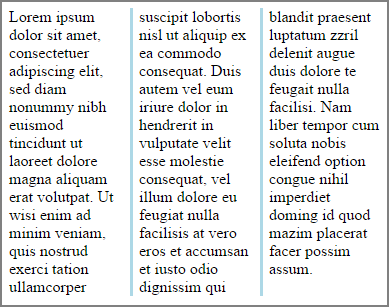 Lorem ipsum
dolor sit amet,
consectetuer
adipiscing elit,
sed diam
nonummy nibh
euismod
tincidunt ut
laoreet dolore
magna aliquam
erat volutpat. Ut
wisi enim ad
minim veniam,
quis nostrud
exerci tation
ullamcorper
suscipit lobortis
nisl ut aliquip ex
ea commodo
consequat. Duis
autem vel eum
iriure dolor in
hendrerit in
vulputate velit
esse molestie
consequat, vel
illum dolore eu
feugiat nulla
facilisis at vero
eros et accumsan
et iusto odio
dignissim qui
blandit praesent
luptatum zzril
delenit augue
duis dolore te
feugait nulla
facilisi. Nam
liber tempor cum
soluta nobis
eleifend option
congue nihil
imperdiet
doming id quod
mazim placerat
facer possim
assum.